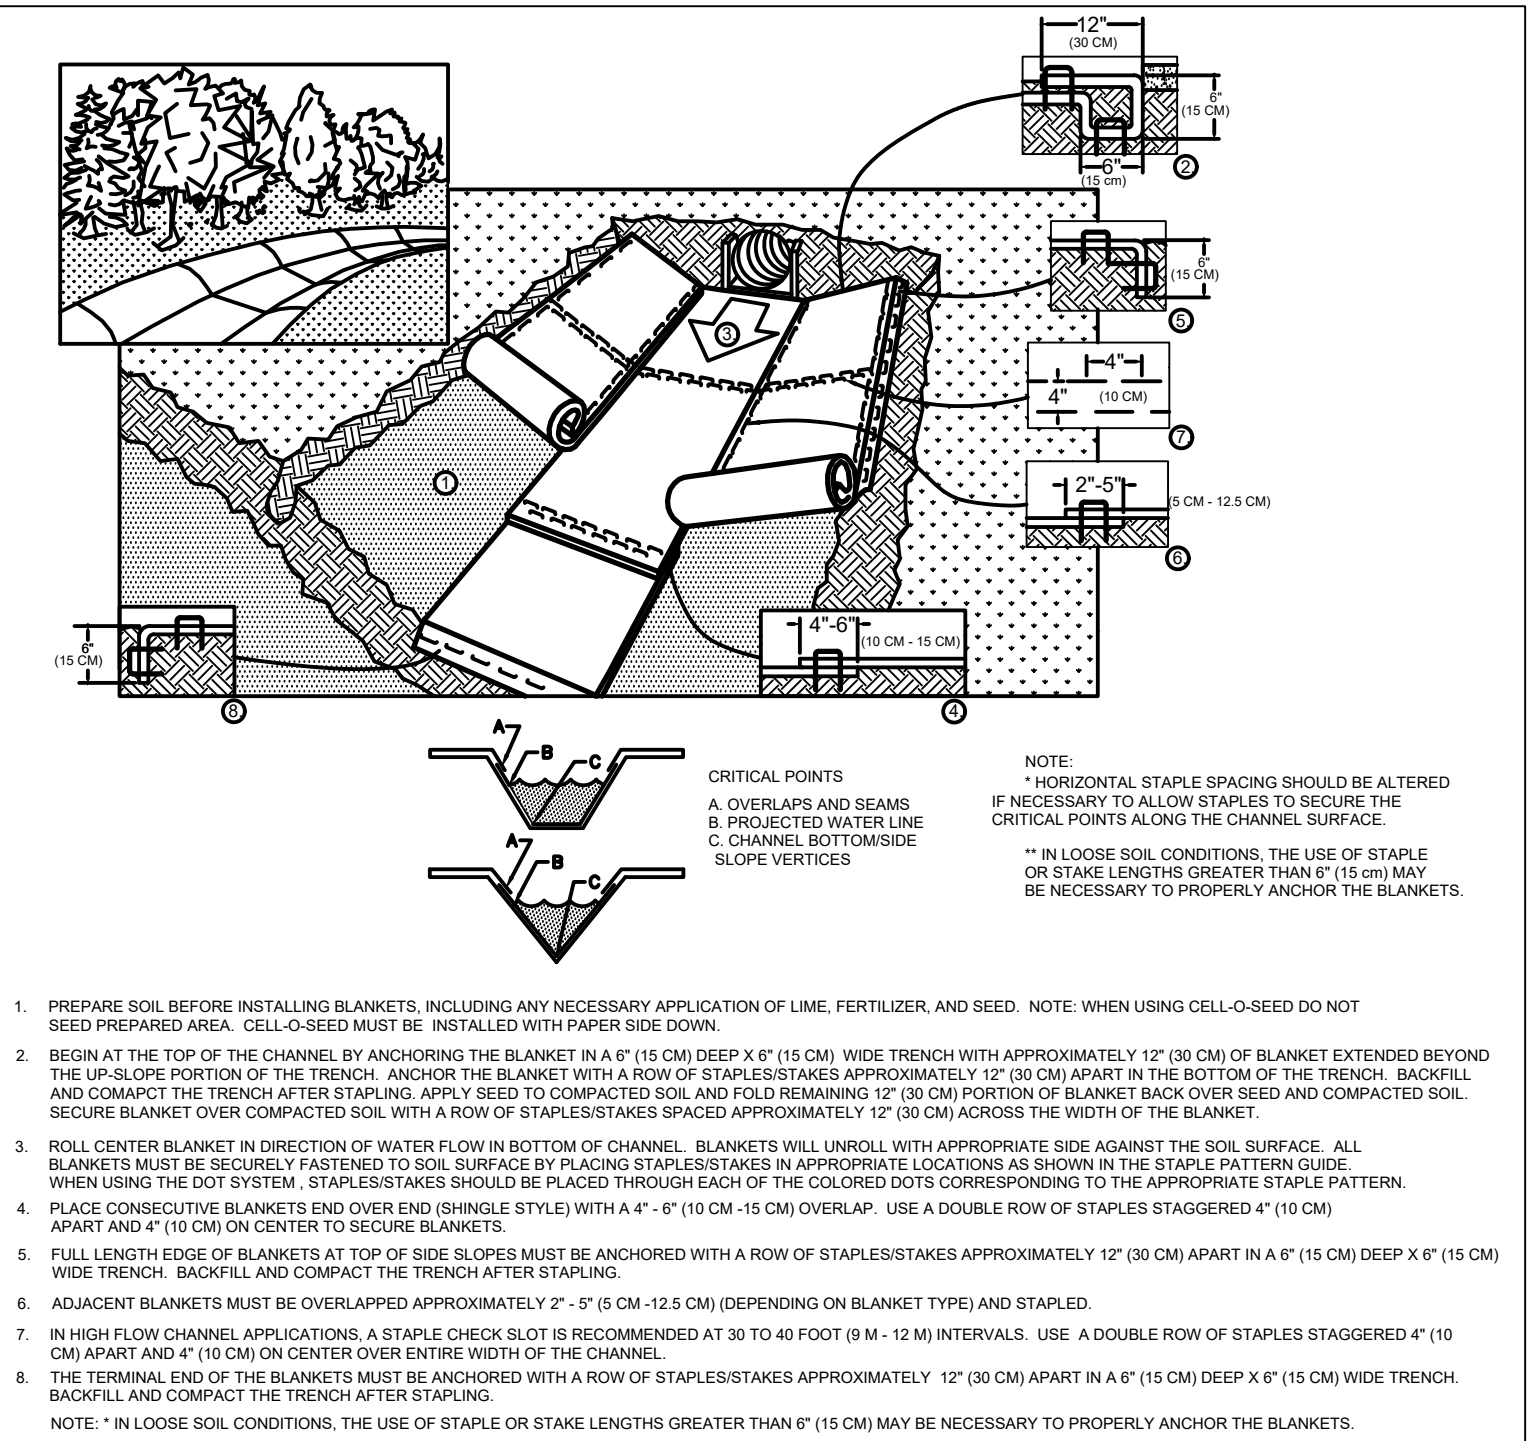 12"
(30 CM)
6"
(15 CM)
6"
(15 cm)
2.
6"
(15 CM)
5.
3.
4"
4"
(10 CM)
7.
1.
2"-5"
(5 CM - 12.5 CM)
6.
4"-6"
(10 CM - 15 CM)
4.
6"
(15 CM)
8.
A
B
C
A
B
C
CRITICAL POINTS
A. OVERLAPS AND SEAMS
B. PROJECTED WATER LINE
C. CHANNEL BOTTOM/SIDE
SLOPE VERTICES
NOTE:
* HORIZONTAL STAPLE SPACING SHOULD BE ALTERED
IF NECESSARY TO ALLOW STAPLES TO SECURE THE
CRITICAL POINTS ALONG THE CHANNEL SURFACE.
** IN LOOSE SOIL CONDITIONS, THE USE OF STAPLE
OR STAKE LENGTHS GREATER THAN 6" (15 cm) MAY
BE NECESSARY TO PROPERLY ANCHOR THE BLANKETS.
1. PREPARE SOIL BEFORE INSTALLING BLANKETS, INCLUDING ANY NECESSARY APPLICATION OF LIME, FERTILIZER, AND SEED. NOTE: WHEN USING CELL-O-SEED DO NOT
SEED PREPARED AREA. CELL-O-SEED MUST BE INSTALLED WITH PAPER SIDE DOWN.
2. BEGIN AT THE TOP OF THE CHANNEL BY ANCHORING THE BLANKET IN A 6" (15 CM) DEEP X 6" (15 CM) WIDE TRENCH WITH APPROXIMATELY 12" (30 CM) OF BLANKET EXTENDED BEYOND
THE UP-SLOPE PORTION OF THE TRENCH. ANCHOR THE BLANKET WITH A ROW OF STAPLES/STAKES APPROXIMATELY 12" (30 CM) APART IN THE BOTTOM OF THE TRENCH. BACKFILL
AND COMAPCT THE TRENCH AFTER STAPLING. APPLY SEED TO COMPACTED SOIL AND FOLD REMAINING 12" (30 CM) PORTION OF BLANKET BACK OVER SEED AND COMPACTED SOIL.
SECURE BLANKET OVER COMPACTED SOIL WITH A ROW OF STAPLES/STAKES SPACED APPROXIMATELY 12" (30 CM) ACROSS THE WIDTH OF THE BLANKET.
3. ROLL CENTER BLANKET IN DIRECTION OF WATER FLOW IN BOTTOM OF CHANNEL. BLANKETS WILL UNROLL WITH APPROPRIATE SIDE AGAINST THE SOIL SURFACE. ALL
BLANKETS MUST BE SECURELY FASTENED TO SOIL SURFACE BY PLACING STAPLES/STAKES IN APPROPRIATE LOCATIONS AS SHOWN IN THE STAPLE PATTERN GUIDE.
WHEN USING THE DOT SYSTEM , STAPLES/STAKES SHOULD BE PLACED THROUGH EACH OF THE COLORED DOTS CORRESPONDING TO THE APPROPRIATE STAPLE PATTERN.
4. PLACE CONSECUTIVE BLANKETS END OVER END (SHINGLE STYLE) WITH A 4" - 6" (10 CM -15 CM) OVERLAP. USE A DOUBLE ROW OF STAPLES STAGGERED 4" (10 CM)
APART AND 4" (10 CM) ON CENTER TO SECURE BLANKETS.
5. FULL LENGTH EDGE OF BLANKETS AT TOP OF SIDE SLOPES MUST BE ANCHORED WITH A ROW OF STAPLES/STAKES APPROXIMATELY 12" (30 CM) APART IN A 6" (15 CM) DEEP X 6" (15 CM)
WIDE TRENCH. BACKFILL AND COMPACT THE TRENCH AFTER STAPLING.
6. ADJACENT BLANKETS MUST BE OVERLAPPED APPROXIMATELY 2" - 5" (5 CM -12.5 CM) (DEPENDING ON BLANKET TYPE) AND STAPLED.
7. IN HIGH FLOW CHANNEL APPLICATIONS, A STAPLE CHECK SLOT IS RECOMMENDED AT 30 TO 40 FOOT (9 M - 12 M) INTERVALS. USE A DOUBLE ROW OF STAPLES STAGGERED 4" (10
CM) APART AND 4" (10 CM) ON CENTER OVER ENTIRE WIDTH OF THE CHANNEL.
8. THE TERMINAL END OF THE BLANKETS MUST BE ANCHORED WITH A ROW OF STAPLES/STAKES APPROXIMATELY 12" (30 CM) APART IN A 6" (15 CM) DEEP X 6" (15 CM) WIDE TRENCH.
BACKFILL AND COMPACT THE TRENCH AFTER STAPLING.
NOTE: * IN LOOSE SOIL CONDITIONS, THE USE OF STAPLE OR STAKE LENGTHS GREATER THAN 6" (15 CM) MAY BE NECESSARY TO PROPERLY ANCHOR THE BLANKETS.